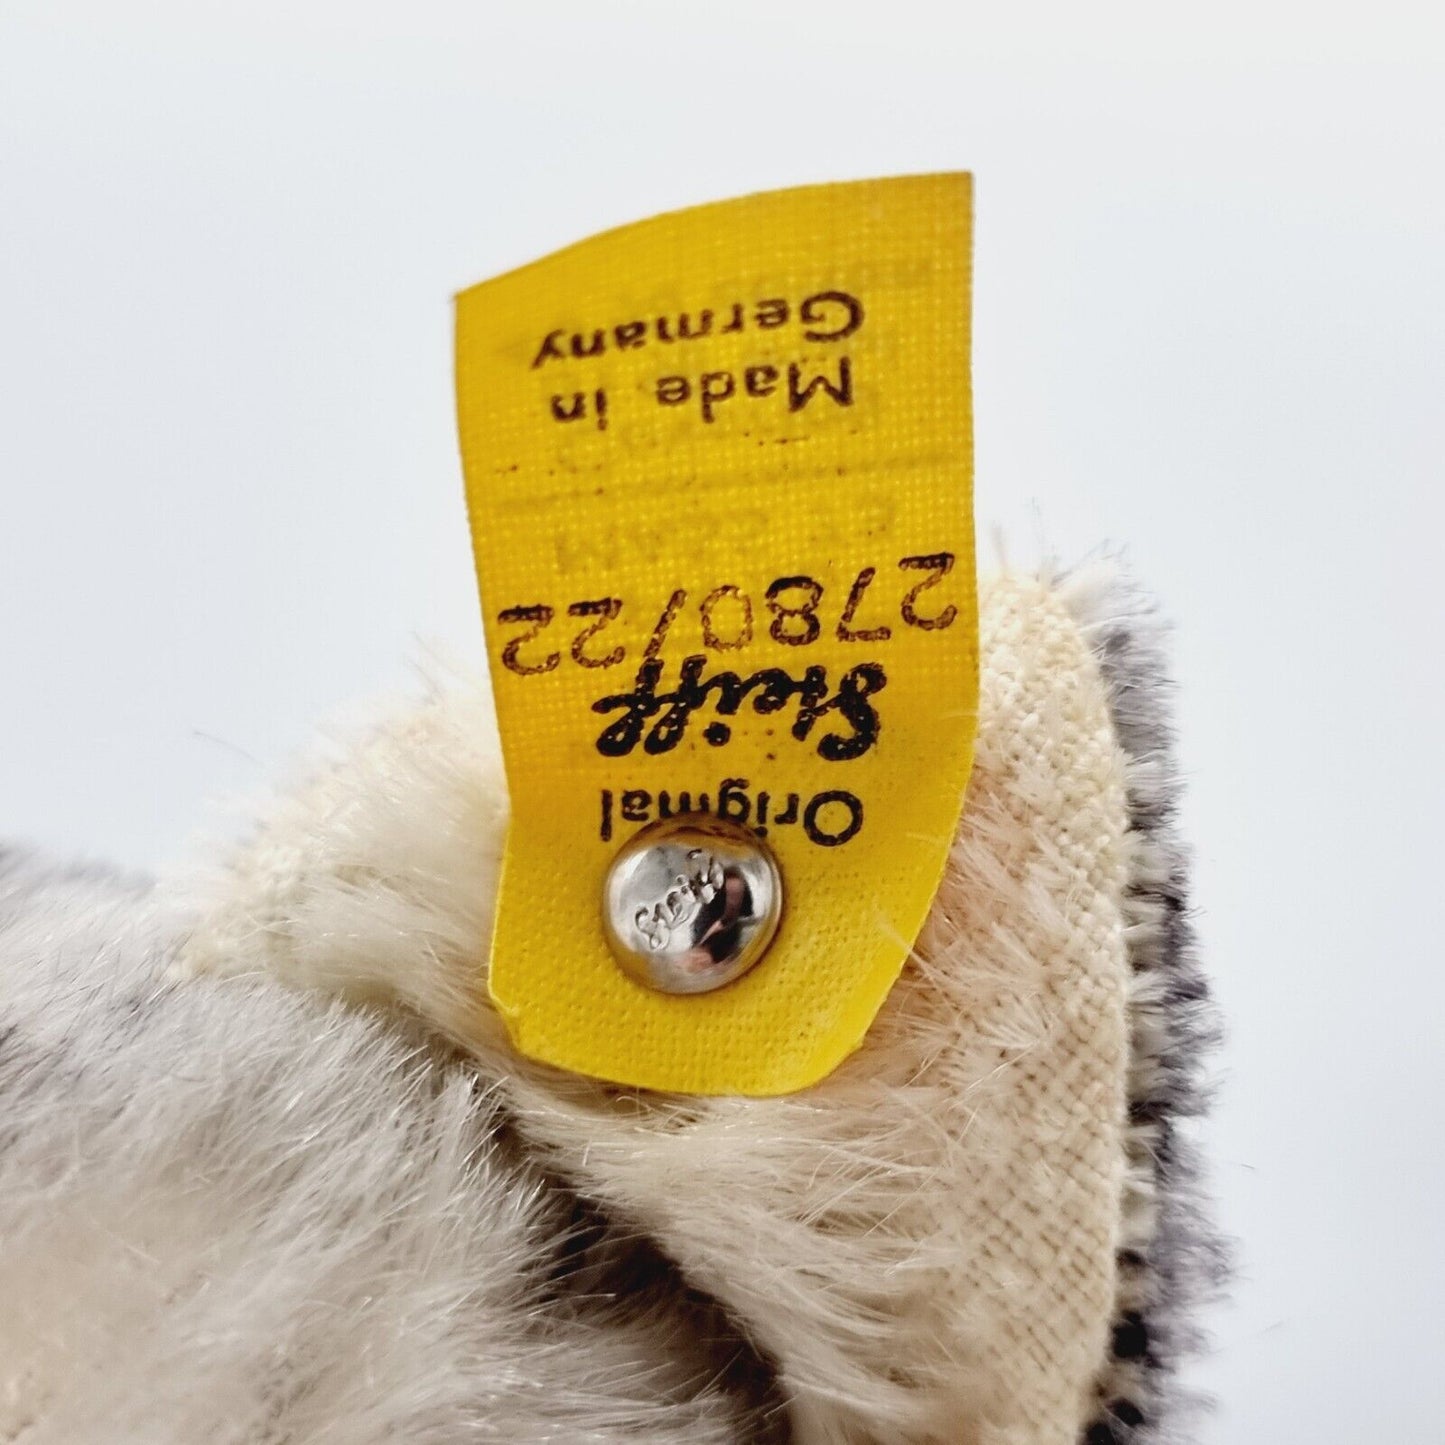 Steiff
Original
Steiff
2780/22
Made in
Germany